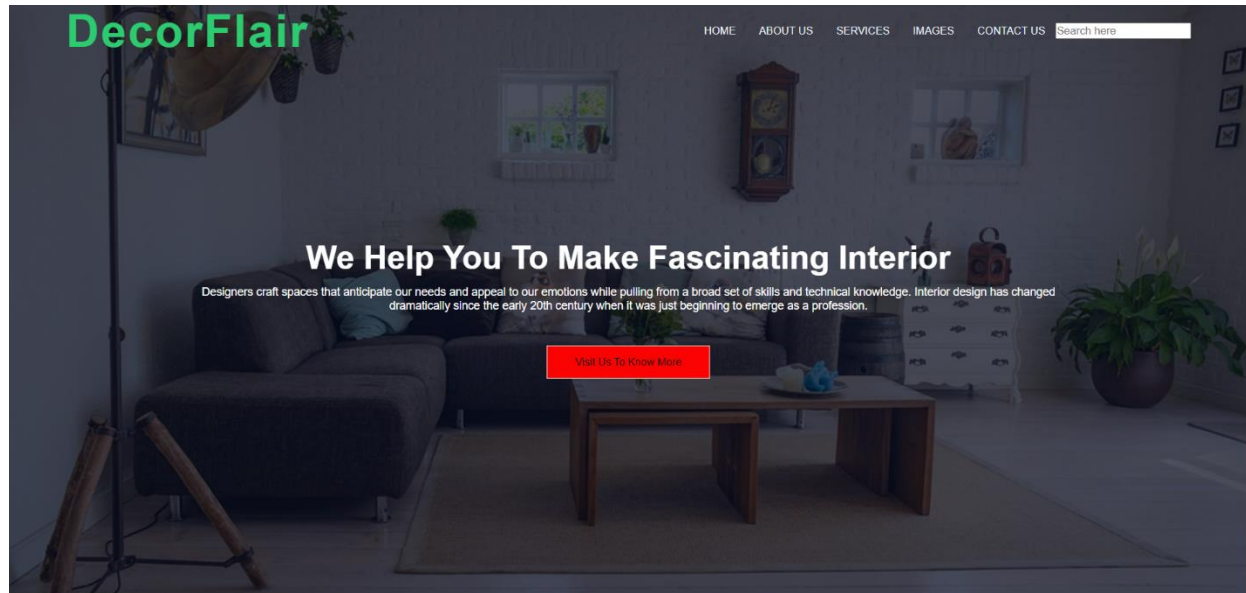 DecorFlair
HOME ABOUT US SERVICES IMAGES CONTACT US Search here
We Help You To Make Fascinating Interior
Designers craft spaces that anticipate our needs and appeal to our emotions while pulling from a broad set of skills and technical knowledge. Interior design has changed
dramatically since the early 20th century when it was just beginning to emerge as a profession.
Visit Us To Know More